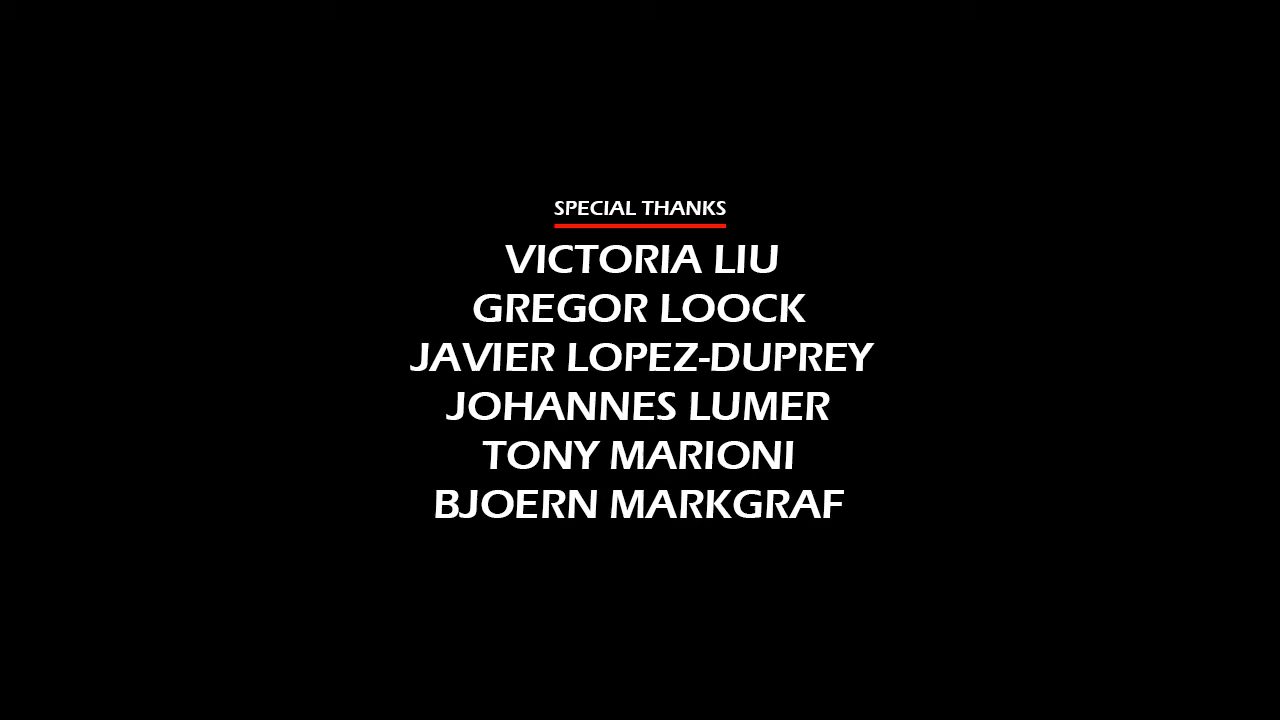 SPECIAL THANKS
VICTORIA LIU
GREGOR LOOCK
JAVIER LOPEZ-DUPREY
JOHANNES LUMER
TONY MARIONI
BJOERN MARKGRAF